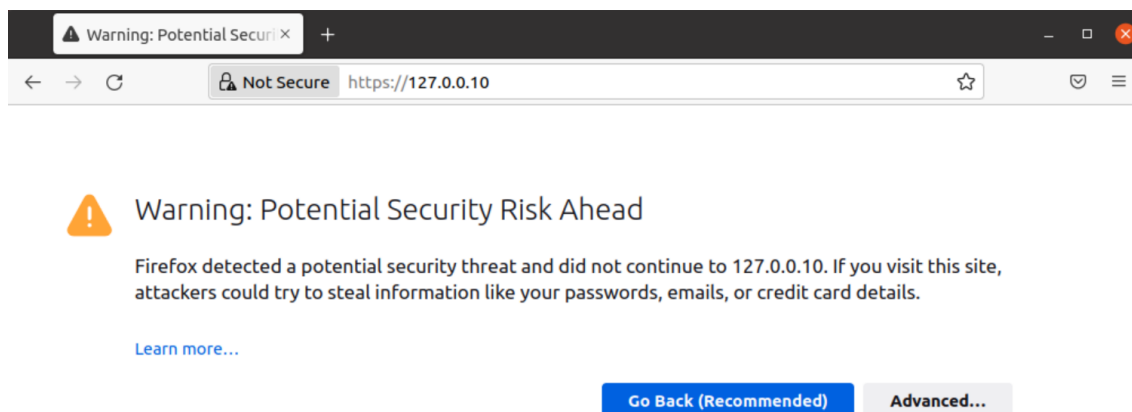 Warning: Potential Securi
Not Secure https://127.0.0.10
Warning: Potential Security Risk Ahead
Firefox detected a potential security threat and did not continue to 127.0.0.10. If you visit this site,
attackers could try to steal information like your passwords, emails, or credit card details.
Learn more…
Go Back (Recommended) Advanced…